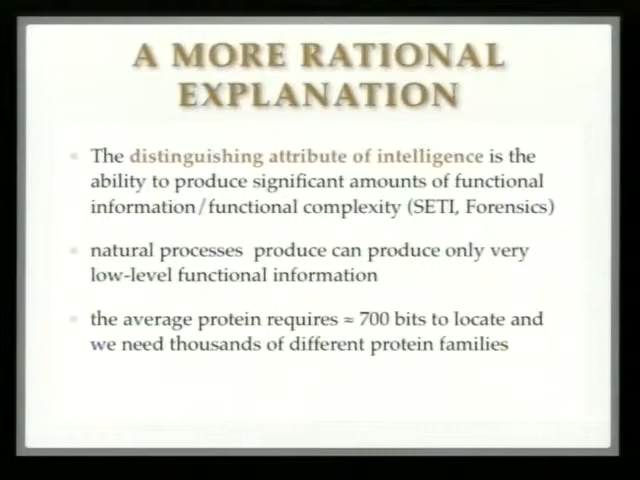 A MORE RATIONAL
EXPLANATION
The distinguishing attribute of intelligence is the
ability to produce significant amounts of functional
information/functional complexity (SETI, Forensics)
natural processes produce can produce only very
low-level functional information
the average protein requires ≈ 700 bits to locate and
we need thousands of different protein families